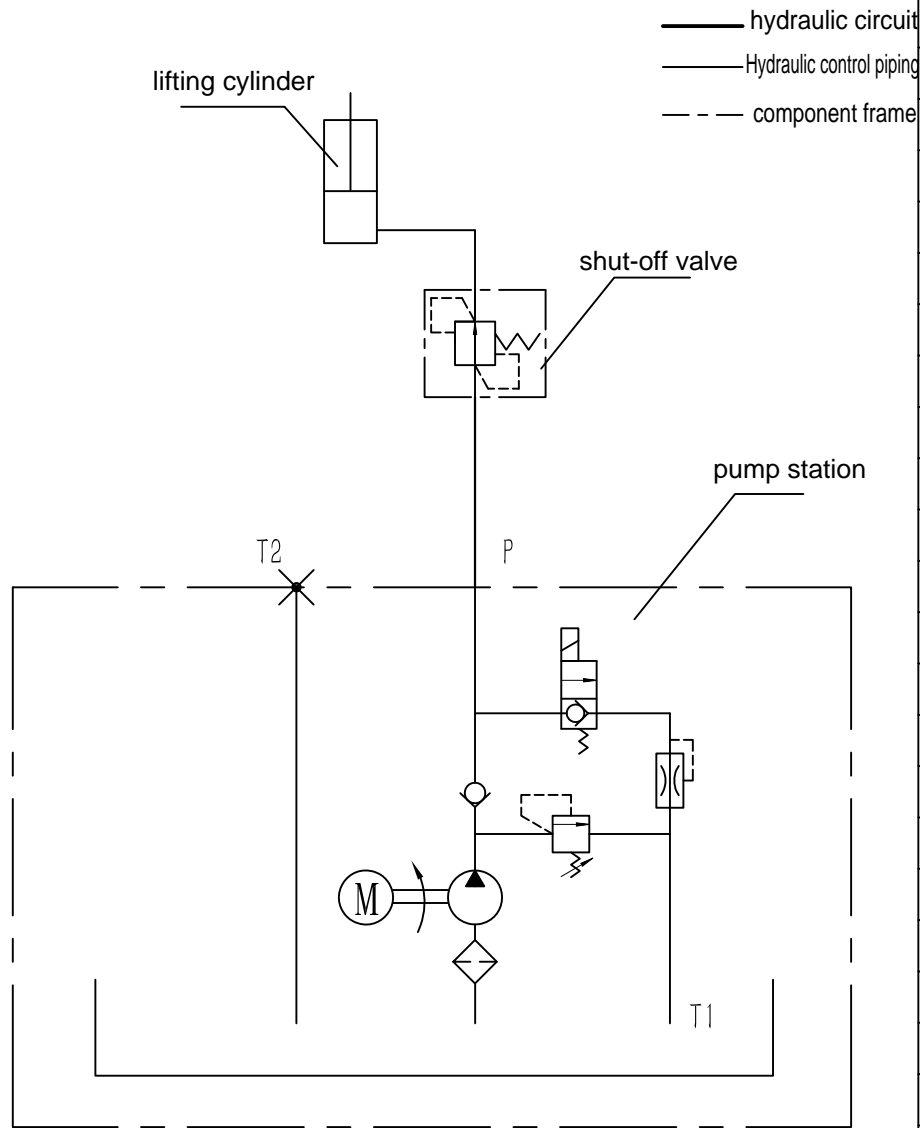 hydraulic circuit
Hydraulic control piping
component frame
lifting cylinder
shut-off valve
pump station
T2
P
M
T1